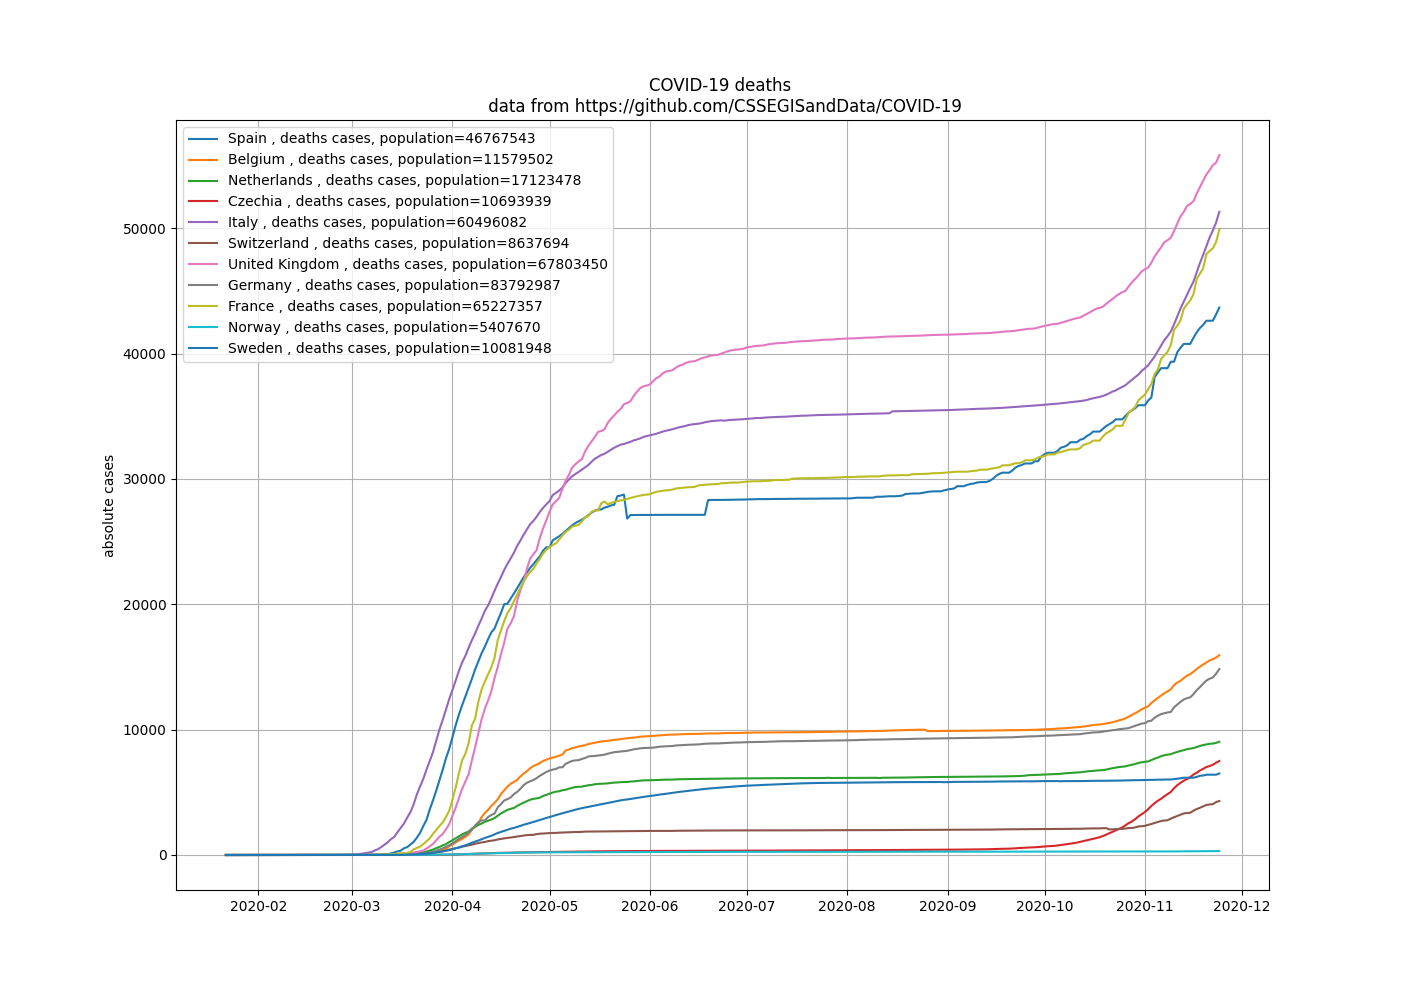 COVID-19 deaths
data from https://github.com/CSSEGISandData/COVID-19
Spain , deaths cases, population=46767543
Belgium , deaths cases, population=11579502
Netherlands , deaths cases, population=17123478
Czechia , deaths cases, population=10693939
Italy , deaths cases, population=60496082
Switzerland , deaths cases, population=8637694
United Kingdom , deaths cases, population=67803450
Germany , deaths cases, population=83792987
France , deaths cases, population=65227357
Norway , deaths cases, population=5407670
Sweden , deaths cases, population=10081948
absolute cases
50000
40000
30000
20000
10000
0
2020-02 2020-03 2020-04 2020-05 2020-06 2020-07 2020-08 2020-09 2020-10 2020-11 2020-12